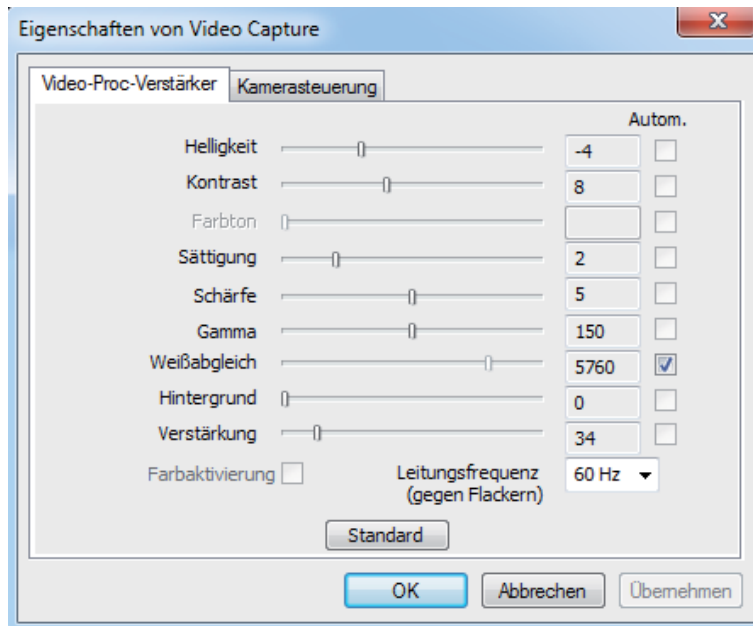 Eigenschaften von Video Capture
Video-Proc-Verstärker Kamerasteuerung
Autom.
Helligkeit -4
Kontrast 8
Farbton
Sättigung 2
Schärfe 5
Gamma 150
Weißabgleich 5760
Hintergrund 0
Verstärkung 34
Farbaktivierung Leitungsfrequenz 60 Hz
(gegen Flackern)
Standard
OK Abbrechen Übernehmen